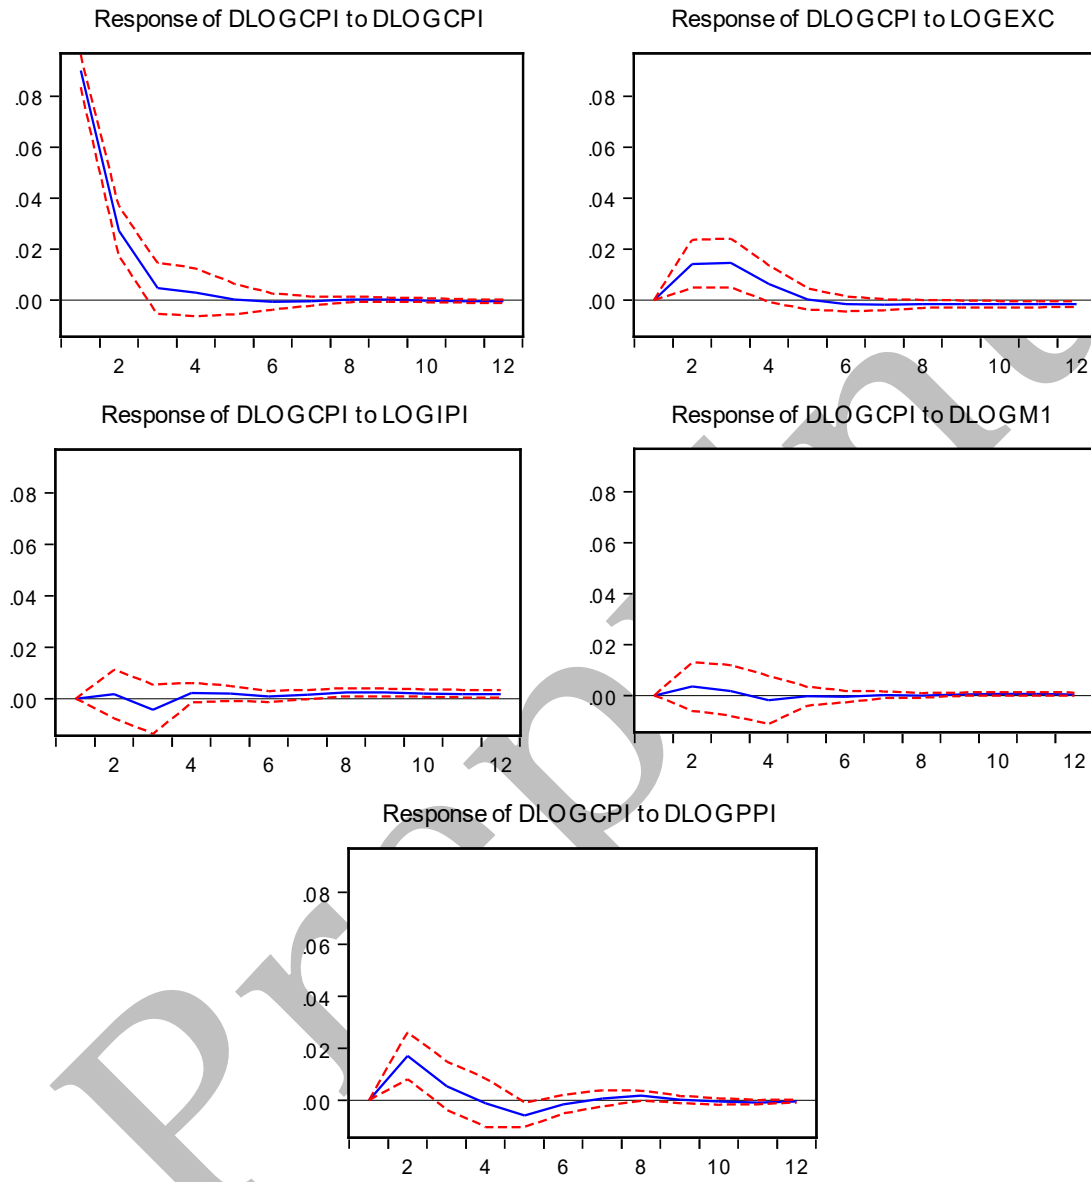 Response of DLOGCPI to DLOGCPI
.08
.06
.04
.02
.00
2 4 6 8 10 12
Response of DLOGCPI to LOGEXC
.08
.06
.04
.02
.00
2 4 6 8 10 12
Response of DLOGCPI to LOGIPI
.08
.06
.04
.02
.00
2 4 6 8 10 12
Response of DLOGCPI to DLOGM1
.08
.06
.04
.02
.00
2 4 6 8 10 12
Response of DLOGCPI to DLOGPPI
.08
.06
.04
.02
.00
2 4 6 8 10 12